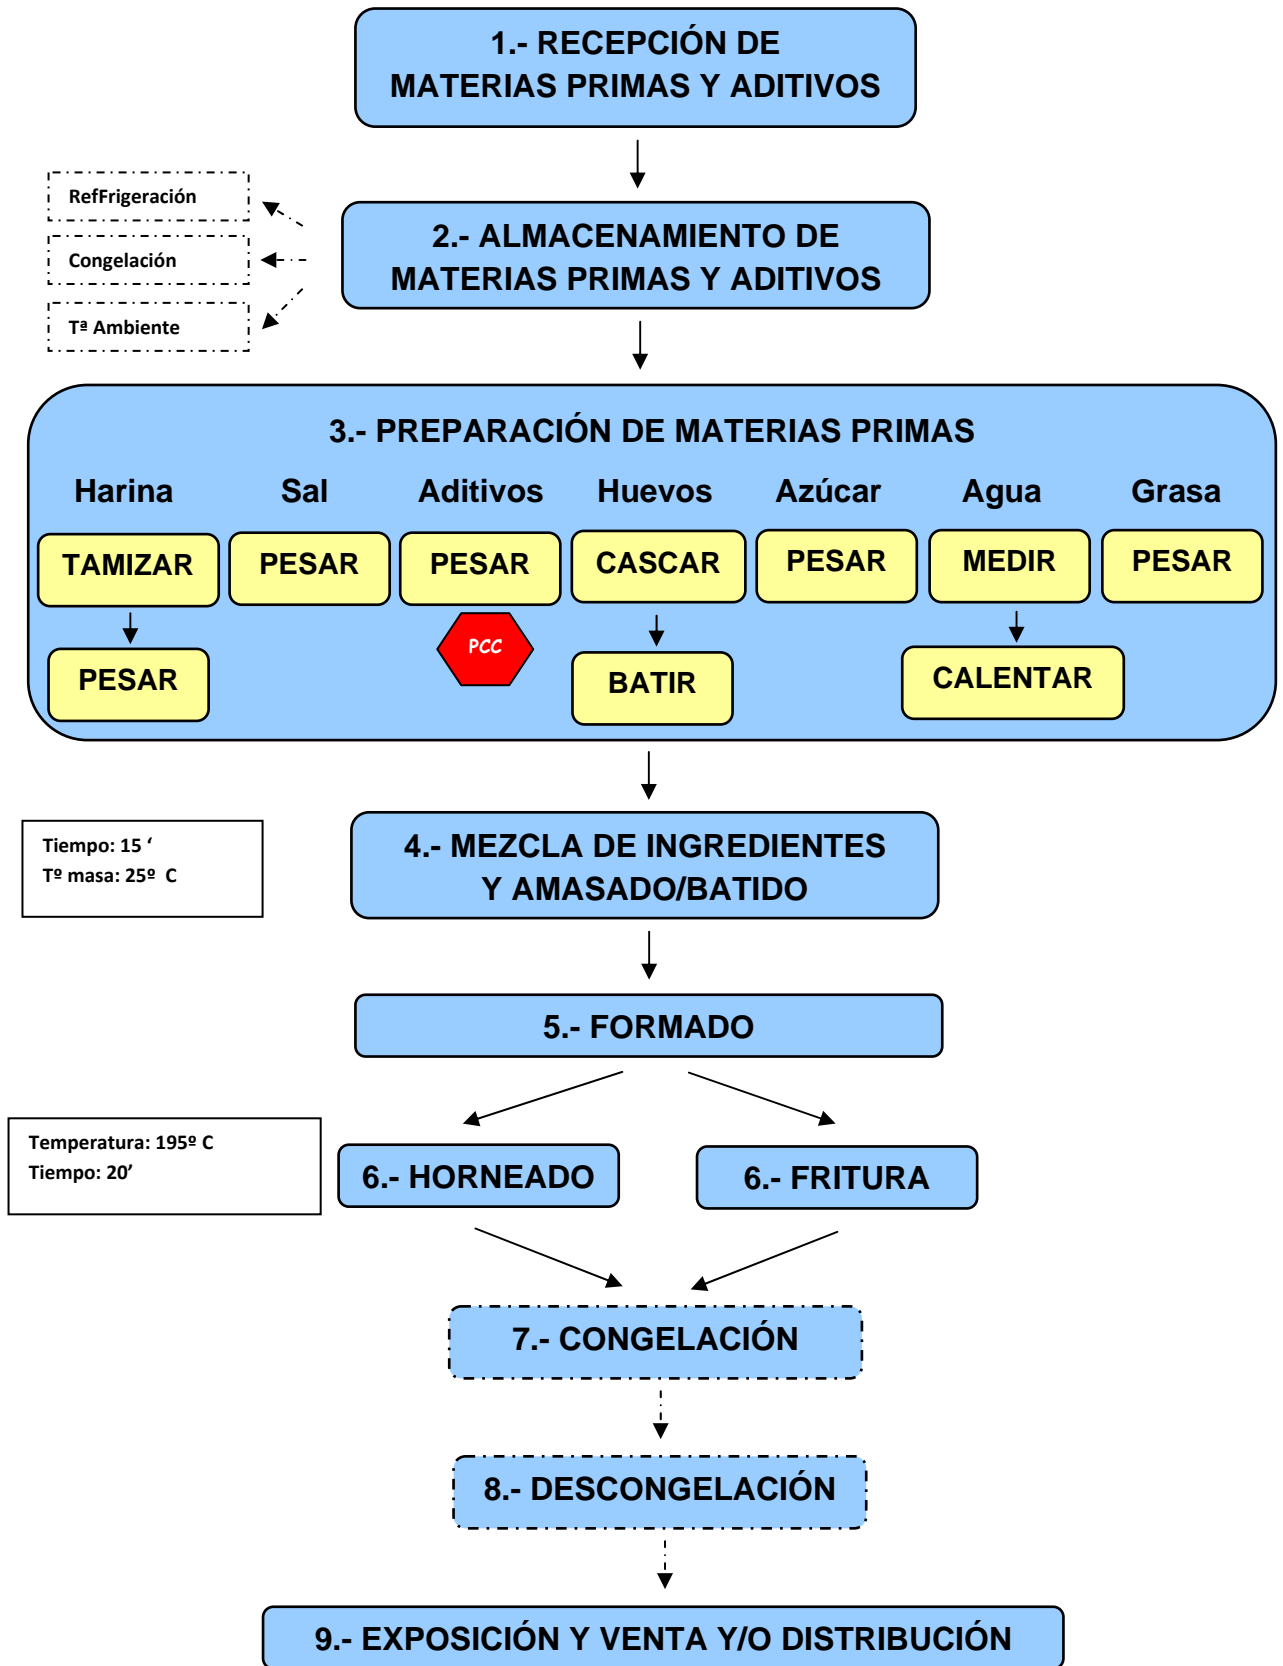 1.- RECEPCIÓN DE
MATERIAS PRIMAS Y ADITIVOS
RefFrigeración
Congelación
Tª Ambiente
2.- ALMACENAMIENTO DE
MATERIAS PRIMAS Y ADITIVOS
3.- PREPARACIÓN DE MATERIAS PRIMAS
Harina Sal Aditivos Huevos Azúcar Agua Grasa
TAMIZAR PESAR PESAR CASCAR PESAR MEDIR PESAR
PCC
PESAR BATIR CALENTAR
Tiempo: 15 ‘
Tº masa: 25º C
4.- MEZCLA DE INGREDIENTES
Y AMASADO/BATIDO
5.- FORMADO
Temperatura: 195º C
Tiempo: 20’
6.- HORNEADO
6.- FRITURA
7.- CONGELACIÓN
8.- DESCONGELACIÓN
9.- EXPOSICIÓN Y VENTA Y/O DISTRIBUCIÓN